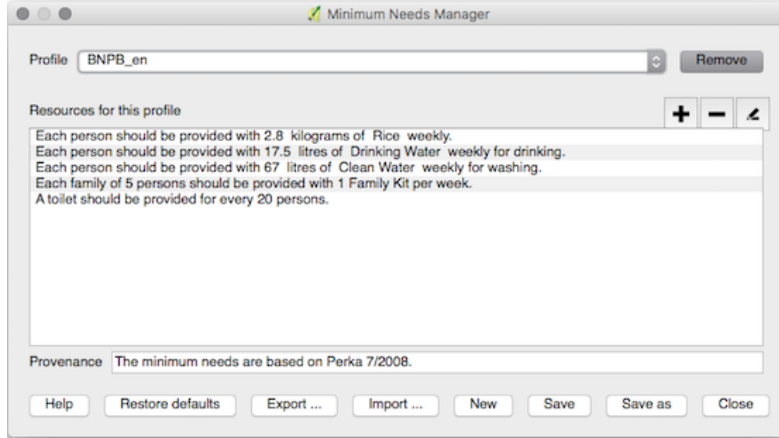 Minimum Needs Manager
Profile BNPB_en Remove
Resources for this profile
Each person should be provided with 2.8 kilograms of Rice weekly.
Each person should be provided with 17.5 litres of Drinking Water weekly for drinking.
Each person should be provided with 67 litres of Clean Water weekly for washing.
Each family of 5 persons should be provided with 1 Family Kit per week.
A toilet should be provided for every 20 persons.
Provenance The minimum needs are based on Perka 7/2008.
Help Restore defaults Export ... Import ... New Save Save as Close